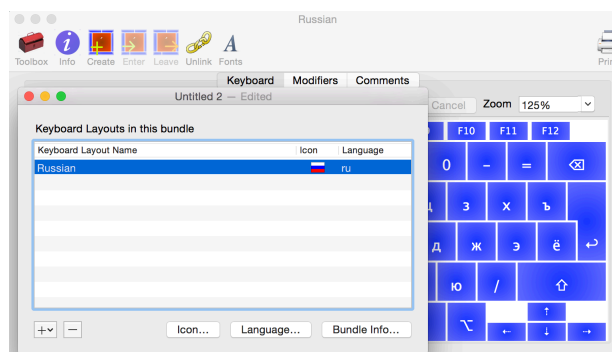 Russian
Toolbox Info Create Enter Leave Unlink Fonts
Keyboard Modifiers Comments
Untitled 2 — Edited
Cancel Zoom 125%
Keyboard Layouts in this bundle
Keyboard Layout Name Icon Language
Russian ru
F10 F11 F12
0 - =
з х ъ
д ж э ё
ю /
Icon... Language... Bundle Info...